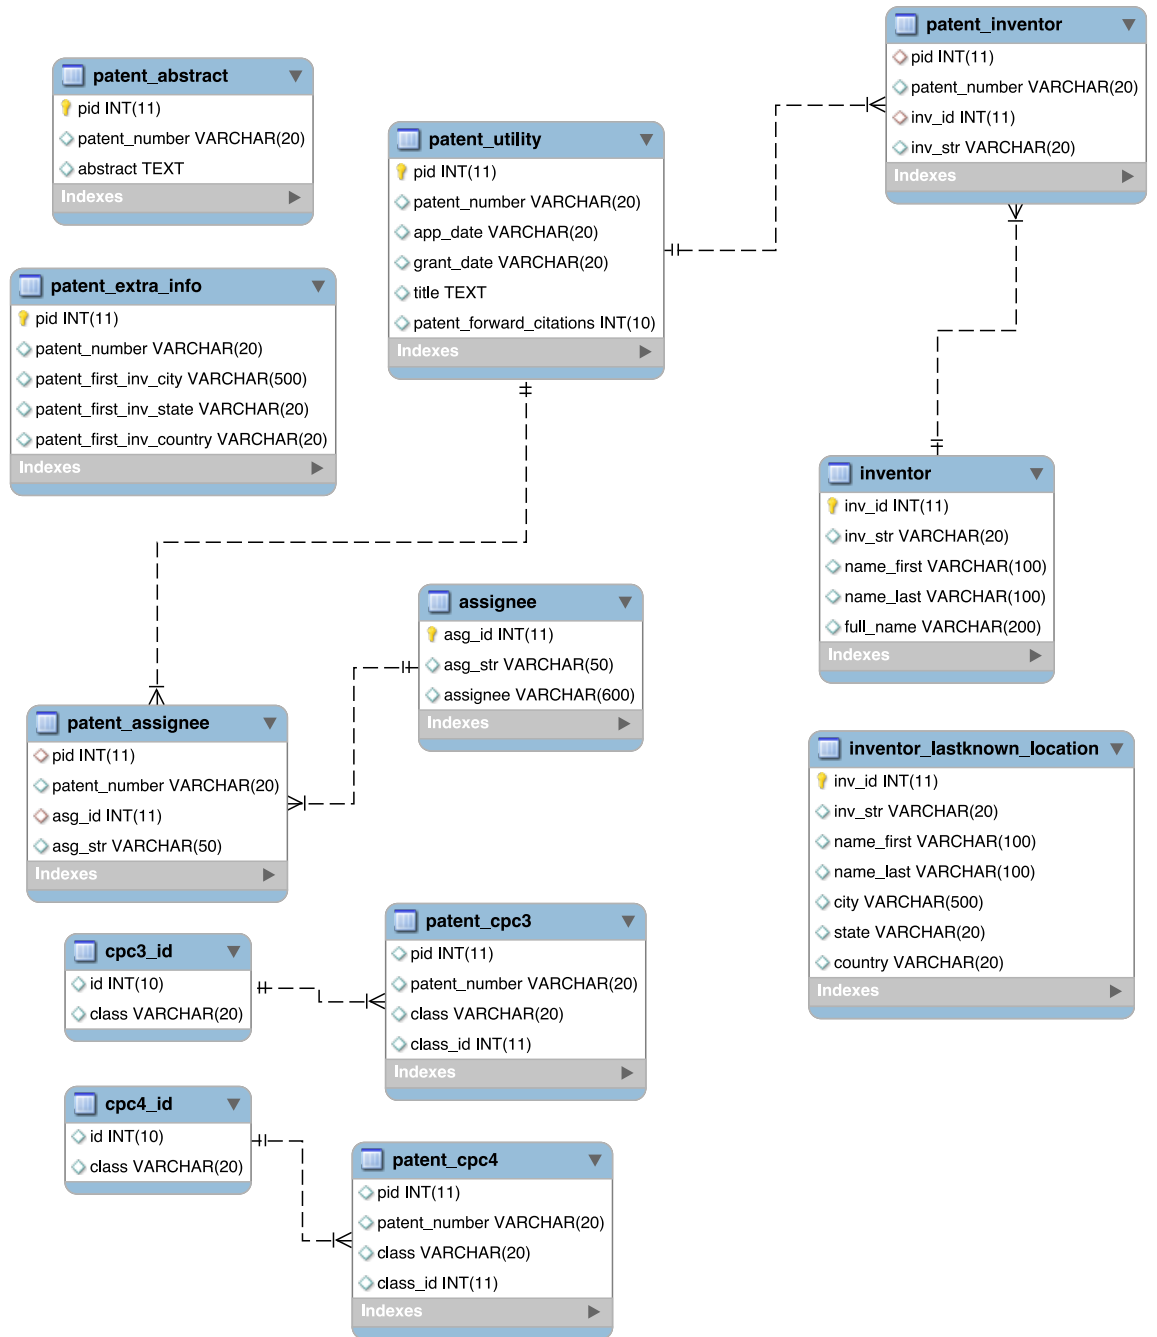 patent_abstract
pid INT(11)
patent_number VARCHAR(20)
abstract TEXT
Indexes
patent_extra_info
pid INT(11)
patent_number VARCHAR(20)
patent_first_inv_city VARCHAR(500)
patent_first_inv_state VARCHAR(20)
patent_first_inv_country VARCHAR(20)
Indexes
patent_utility
pid INT(11)
patent_number VARCHAR(20)
app_date VARCHAR(20)
grant_date VARCHAR(20)
title TEXT
patent_forward_citations INT(10)
Indexes
patent_inventor
pid INT(11)
patent_number VARCHAR(20)
inv_id INT(11)
inv_str VARCHAR(20)
Indexes
inventor
inv_id INT(11)
inv_str VARCHAR(20)
name_first VARCHAR(100)
name_last VARCHAR(100)
full_name VARCHAR(200)
Indexes
assignee
asg_id INT(11)
asg_str VARCHAR(50)
assignee VARCHAR(600)
Indexes
patent_assignee
pid INT(11)
patent_number VARCHAR(20)
asg_id INT(11)
asg_str VARCHAR(50)
Indexes
inventor_lastknown_location
inv_id INT(11)
inv_str VARCHAR(20)
name_first VARCHAR(100)
name_last VARCHAR(100)
city VARCHAR(500)
state VARCHAR(20)
country VARCHAR(20)
Indexes
cpc3_id
id INT(10)
class VARCHAR(20)
patent_cpc3
pid INT(11)
patent_number VARCHAR(20)
class VARCHAR(20)
class_id INT(11)
Indexes
cpc4_id
id INT(10)
class VARCHAR(20)
patent_cpc4
pid INT(11)
patent_number VARCHAR(20)
class VARCHAR(20)
class_id INT(11)
Indexes